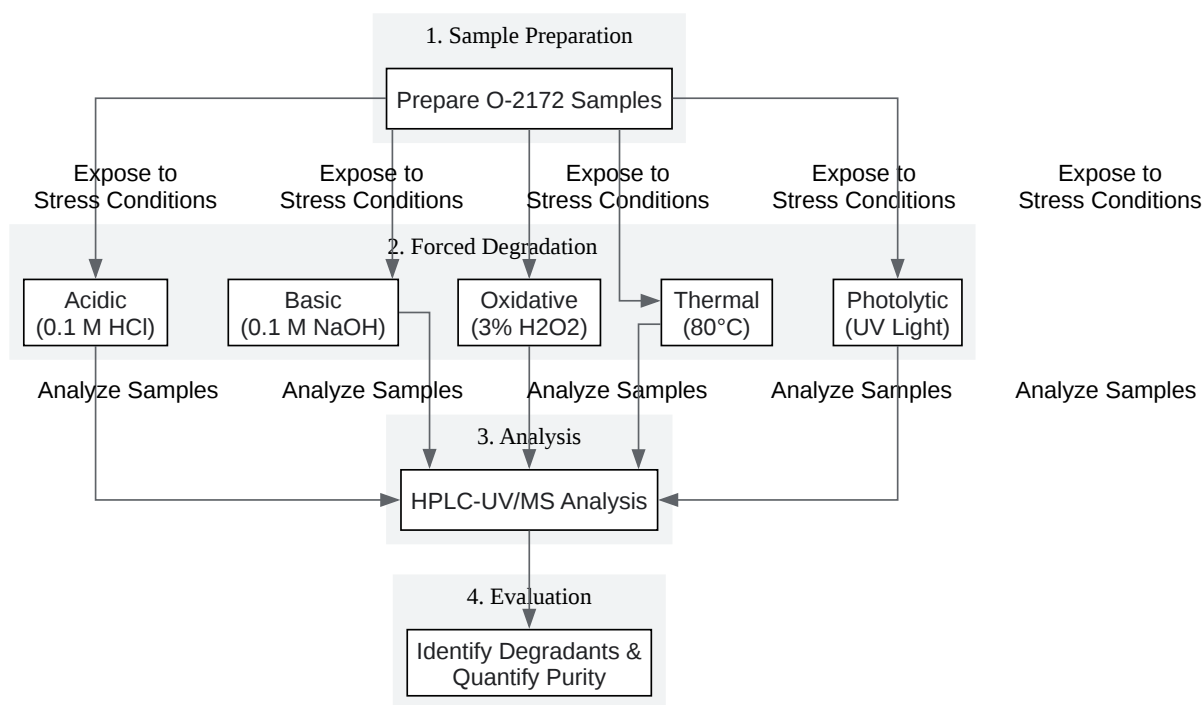 1. Sample Preparation
Prepare O-2172 Samples
Expose to
Stress Conditions
Expose to
Stress Conditions
Expose to
Stress Conditions
Expose to
Stress Conditions
Expose to
Stress Conditions
2. Forced Degradation
Acidic
(0.1 M HCl)
Basic
(0.1 M NaOH)
Oxidative
(3% H2O2)
Thermal
(80°C)
Photolytic
(UV Light)
Analyze Samples
Analyze Samples
Analyze Samples
Analyze Samples
Analyze Samples
3. Analysis
HPLC-UV/MS Analysis
4. Evaluation
Identify Degradants &
Quantify Purity